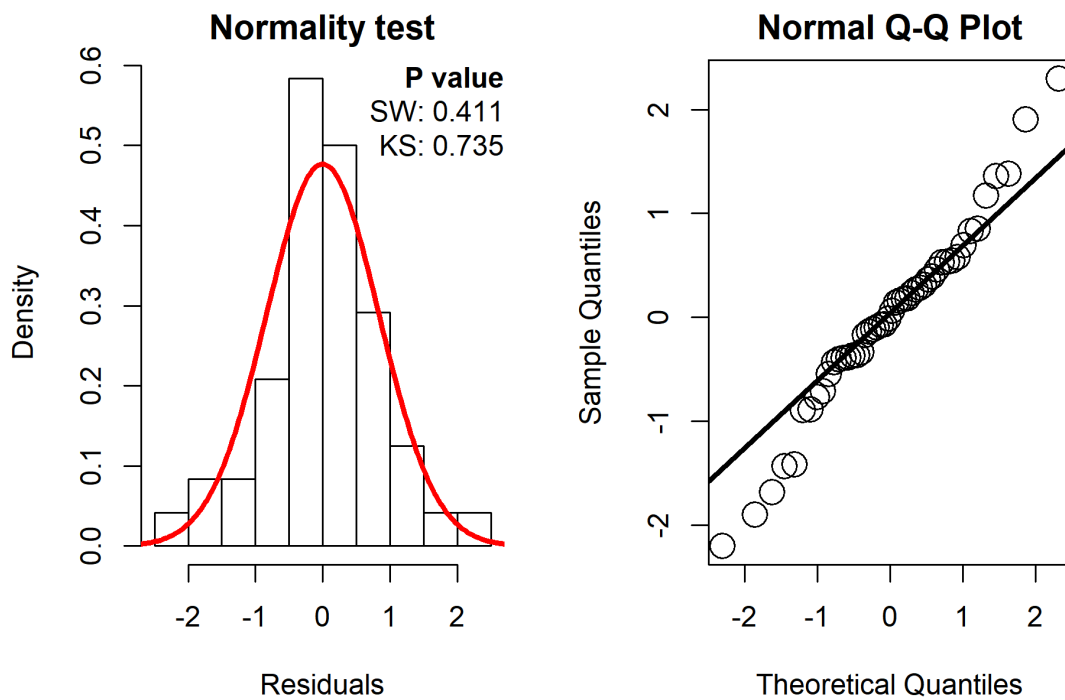 Normality test
P value
SW: 0.411
KS: 0.735
Density
0.0 0.1 0.2 0.3 0.4 0.5 0.6
-2 -1 0 1 2
Residuals
Normal Q-Q Plot
Sample Quantiles
-2 -1 0 1 2
-2 -1 0 1 2
Theoretical Quantiles